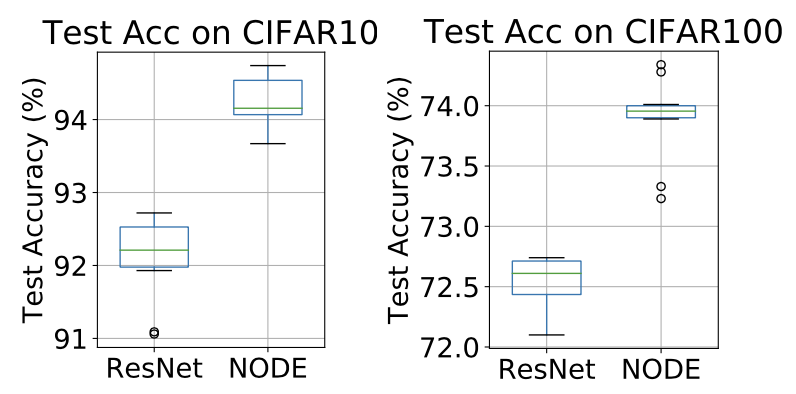 Test Acc on CIFAR10
Test Accuracy (%)
94
93
92
91
ResNet NODE
Test Acc on CIFAR100
Test Accuracy (%)
74.0
73.5
73.0
72.5
72.0
ResNet NODE